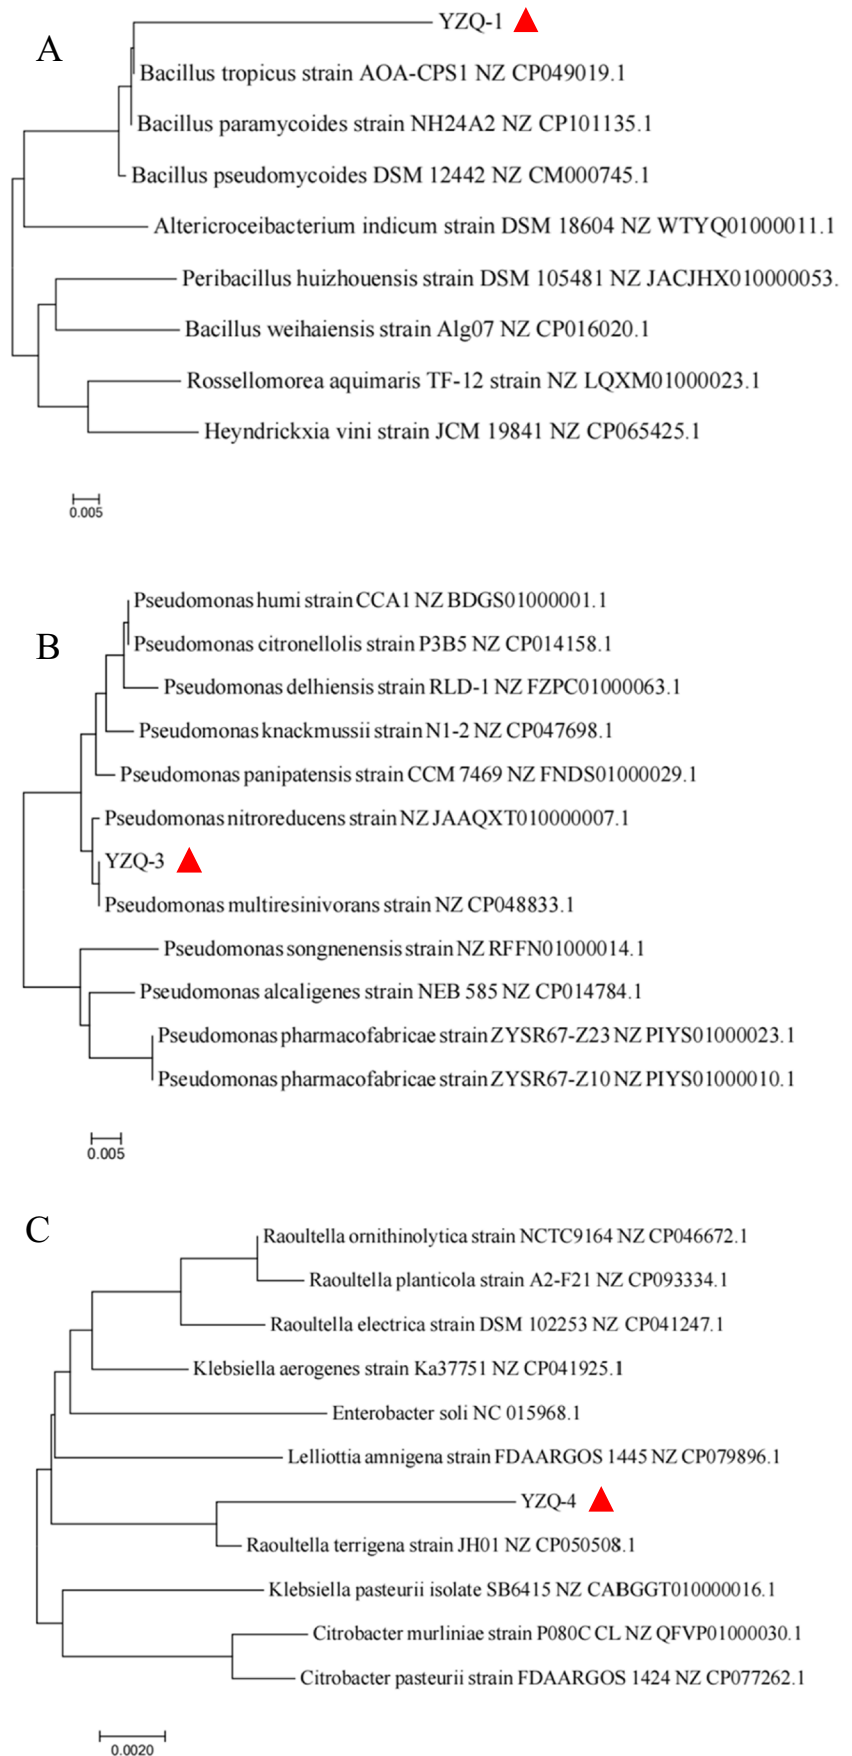 A
YZQ-1
Bacillus tropicus strain AOA-CPS1 NZ CP049019.1
Bacillus paramycoides strain NH24A2 NZ CP101135.1
Bacillus pseudomycoides DSM 12442 NZ CM000745.1
Altericroceibacterium indicum strain DSM 18604 NZ WTYQ01000011.1
Peribacillus huizhouensis strain DSM 105481 NZ JACJHX010000053.
Bacillus weihaiensis strain Alg07 NZ CP016020.1
Rossellomorea aquimaris TF-12 strain NZ LQXM01000023.1
Heyndrickxia vini strain JCM 19841 NZ CP065425.1
0.005
B
Pseudomonas humi strain CCA1 NZ BDGS01000001.1
Pseudomonas citronellolis strain P3B5 NZ CP014158.1
Pseudomonas delhiensis strain RLD-1 NZ FZPC01000063.1
Pseudomonas knackmussii strain N1-2 NZ CP047698.1
Pseudomonas panipatensis strain CCM 7469 NZ FNDS01000029.1
Pseudomonas nitroreducens strain NZ JAAQXT010000007.1
YZQ-3
Pseudomonas multiresinivorans strain NZ CP048833.1
Pseudomonas songnenensis strain NZ RFFN01000014.1
Pseudomonas alcaligenes strain NEB 585 NZ CP014784.1
Pseudomonas pharmacofabricae strain ZYSR67-Z23 NZ PIYS01000023.1
Pseudomonas pharmacofabricae strain ZYSR67-Z10 NZ PIYS01000010.1
0.005
C
Raoultella ornithinolytica strain NCTC9164 NZ CP046672.1
Raoultella planticola strain A2-F21 NZ CP093334.1
Raoultella electrica strain DSM 102253 NZ CP041247.1
Klebsiella aerogenes strain Ka37751 NZ CP041925.1
Enterobacter soli NC 015968.1
Lelliottia amnigena strain FDAARGOS 1445 NZ CP079896.1
YZQ-4
Raoultella terrigena strain JH01 NZ CP050508.1
Klebsiella pasteurii isolate SB6415 NZ CABGGT010000016.1
Citrobacter murliniae strain P080C CL NZ QFVP01000030.1
Citrobacter pasteurii strain FDAARGOS 1424 NZ CP077262.1
0.0020